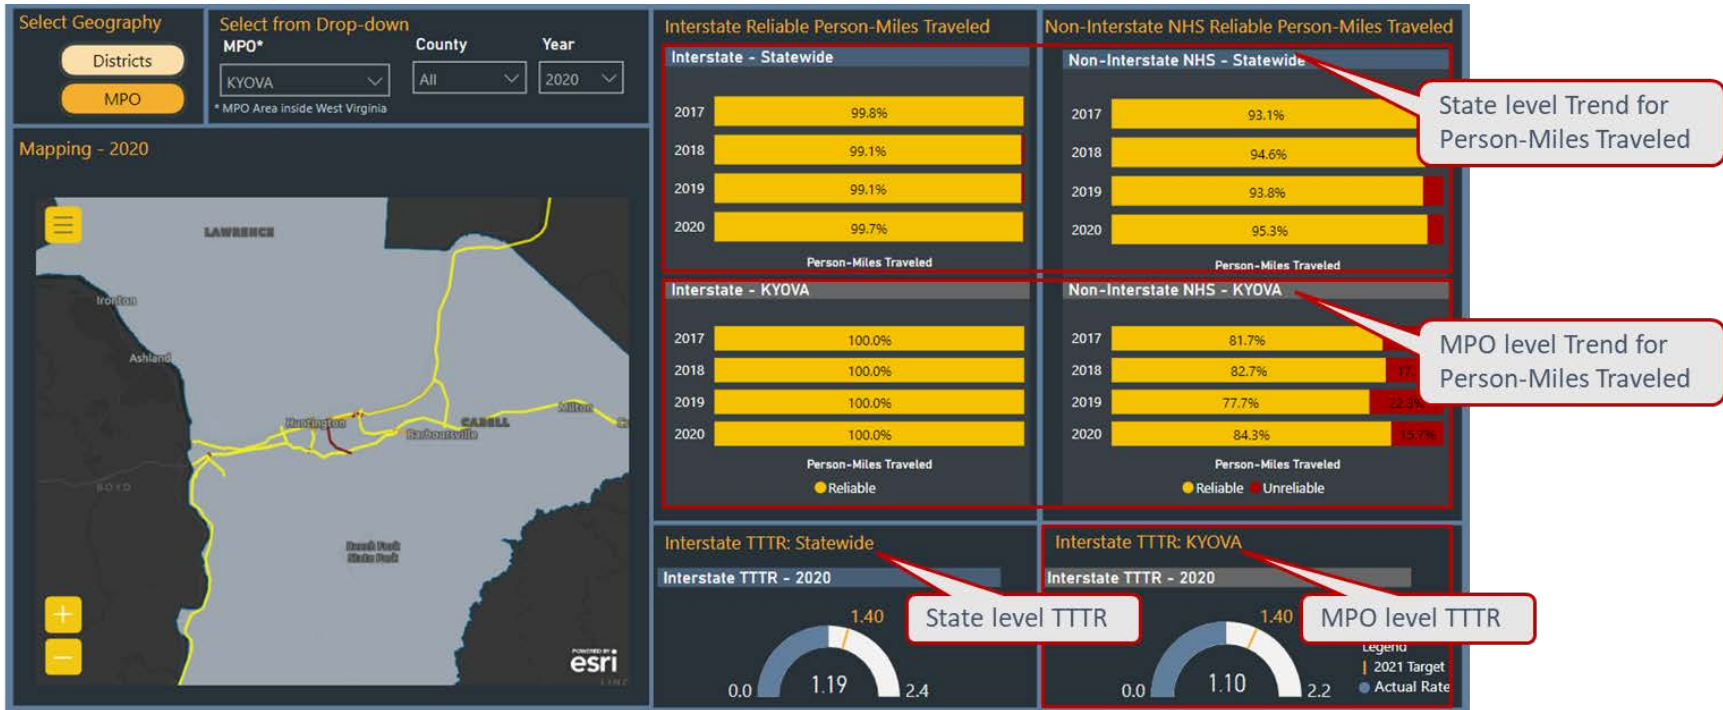 Select Geography
Districts
MPO
Select from Drop-down
MPO*
County
Year
KYOVA
All
2020
* MPO Area inside West Virginia
Mapping - 2020
LAWRENCE
Ironton
Ashland
Huntington
CABELL
Milton
Barboursville
BOYD
Beech Fork
State Park
POWERED BY
esri
Interstate Reliable Person-Miles Traveled
Interstate - Statewide
2017 99.8%
2018 99.1%
2019 99.1%
2020 99.7%
Person-Miles Traveled
Interstate - KYOVA
2017 100.0%
2018 100.0%
2019 100.0%
2020 100.0%
Person-Miles Traveled
Reliable
Non-Interstate NHS Reliable Person-Miles Traveled
Non-Interstate NHS - Statewide
2017 93.1%
2018 94.6%
2019 93.8%
2020 95.3%
Person-Miles Traveled
Non-Interstate NHS - KYOVA
2017 81.7%
2018 82.7% 17.
2019 77.7% 22.3%
2020 84.3% 15.7%
Person-Miles Traveled
Reliable Unreliable
State level Trend for
Person-Miles Traveled
MPO level Trend for
Person-Miles Traveled
Interstate TTTR: Statewide
Interstate TTTR - 2020
1.40
0.0
1.19
2.4
State level TTTR
Interstate TTTR: KYOVA
Interstate TTTR - 2020
1.40
0.0
1.10
2.2
MPO level TTTR
Legend
2021 Target
Actual Rate